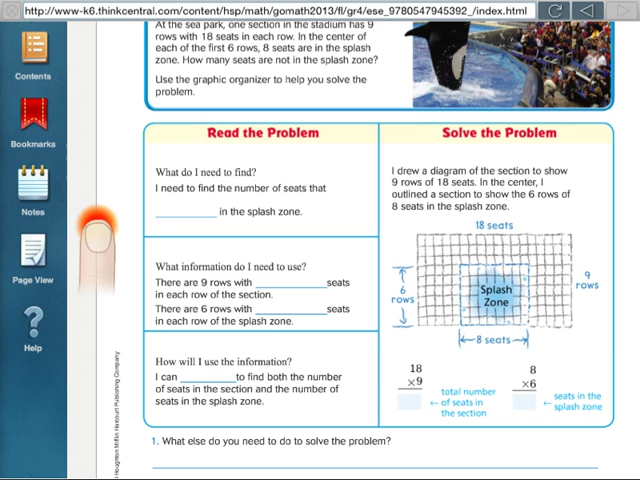 http://www-k6.thinkcentral.com/content/hsp/math/gomath2013/fl/gr4/ese_9780547945392_/index.html
Contents
Bookmarks
Notes
Page View
Help
At the sea park, one section in the stadium has 9
rows with 18 seats in each row. In the center of
each of the first 6 rows, 8 seats are in the splash
zone. How many seats are not in the splash zone?
Use the graphic organizer to help you solve the
problem.
Read the Problem
What do I need to find?
I need to find the number of seats that
____________ in the splash zone.
What information do I need to use?
There are 9 rows with ______________ seats
in each row of the section.
There are 6 rows with ______________ seats
in each row of the splash zone.
How will I use the information?
I can ___________ to find both the number
of seats in the section and the number of
seats in the splash zone.
Solve the Problem
I drew a diagram of the section to show
9 rows of 18 seats. In the center, I
outlined a section to show the 6 rows of
8 seats in the splash zone.
18 seats
6
rows
Splash
Zone
9
rows
8 seats
18
×9
← total number
of seats in
the section
8
×6
← seats in the
splash zone
© Houghton Mifflin Harcourt Publishing Company
1. What else do you need to do to solve the problem?